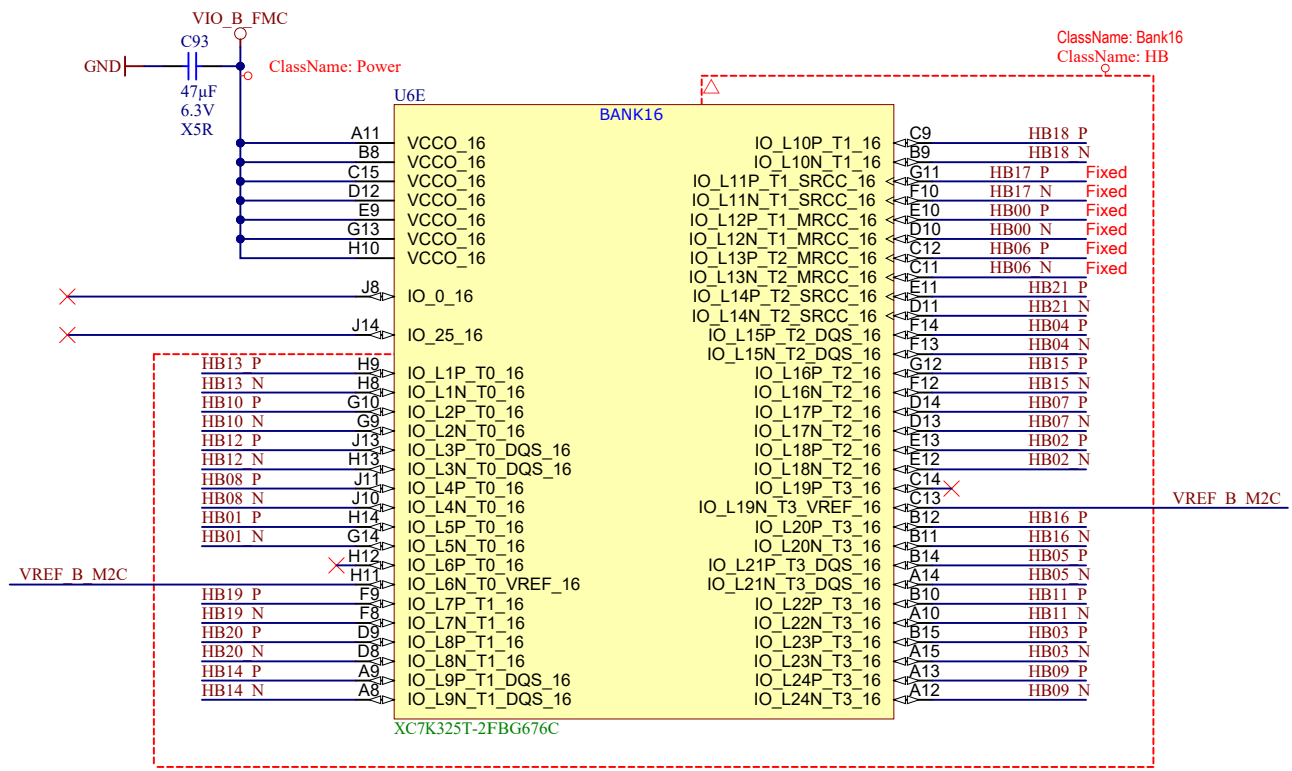 VIO_B_FMC
C93
GND
47µF
6.3V
X5R
ClassName: Power
ClassName: Bank16
ClassName: HB
U6E
BANK16
A11 VCCO_16
B8 VCCO_16
C15 VCCO_16
D12 VCCO_16
E9 VCCO_16
G13 VCCO_16
H10 VCCO_16
J8 IO_0_16
J14 IO_25_16
HB13_P H9 IO_L1P_T0_16
HB13_N H8 IO_L1N_T0_16
HB10_P G10 IO_L2P_T0_16
HB10_N G9 IO_L2N_T0_16
HB12_P J13 IO_L3P_T0_DQS_16
HB12_N H13 IO_L3N_T0_DQS_16
HB08_P J11 IO_L4P_T0_16
HB08_N J10 IO_L4N_T0_16
HB01_P H14 IO_L5P_T0_16
HB01_N G14 IO_L5N_T0_16
H12 IO_L6P_T0_16
VREF_B_M2C H11 IO_L6N_T0_VREF_16
HB19_P F9 IO_L7P_T1_16
HB19_N F8 IO_L7N_T1_16
HB20_P D9 IO_L8P_T1_16
HB20_N D8 IO_L8N_T1_16
HB14_P A9 IO_L9P_T1_DQS_16
HB14_N A8 IO_L9N_T1_DQS_16
IO_L10P_T1_16 C9 HB18_P
IO_L10N_T1_16 B9 HB18_N
IO_L11P_T1_SRCC_16 G11 HB17_P Fixed
IO_L11N_T1_SRCC_16 F10 HB17_N Fixed
IO_L12P_T1_MRCC_16 E10 HB00_P Fixed
IO_L12N_T1_MRCC_16 D10 HB00_N Fixed
IO_L13P_T2_MRCC_16 C12 HB06_P Fixed
IO_L13N_T2_MRCC_16 C11 HB06_N Fixed
IO_L14P_T2_SRCC_16 E11 HB21_P
IO_L14N_T2_SRCC_16 D11 HB21_N
IO_L15P_T2_DQS_16 F14 HB04_P
IO_L15N_T2_DQS_16 F13 HB04_N
IO_L16P_T2_16 G12 HB15_P
IO_L16N_T2_16 F12 HB15_N
IO_L17P_T2_16 D14 HB07_P
IO_L17N_T2_16 D13 HB07_N
IO_L18P_T2_16 E13 HB02_P
IO_L18N_T2_16 E12 HB02_N
IO_L19P_T3_16 C14
IO_L19N_T3_VREF_16 C13 VREF_B_M2C
IO_L20P_T3_16 B12 HB16_P
IO_L20N_T3_16 B11 HB16_N
IO_L21P_T3_DQS_16 B14 HB05_P
IO_L21N_T3_DQS_16 A14 HB05_N
IO_L22P_T3_16 B10 HB11_P
IO_L22N_T3_16 A10 HB11_N
IO_L23P_T3_16 B15 HB03_P
IO_L23N_T3_16 A15 HB03_N
IO_L24P_T3_16 A13 HB09_P
IO_L24N_T3_16 A12 HB09_N
XC7K325T-2FBG676C